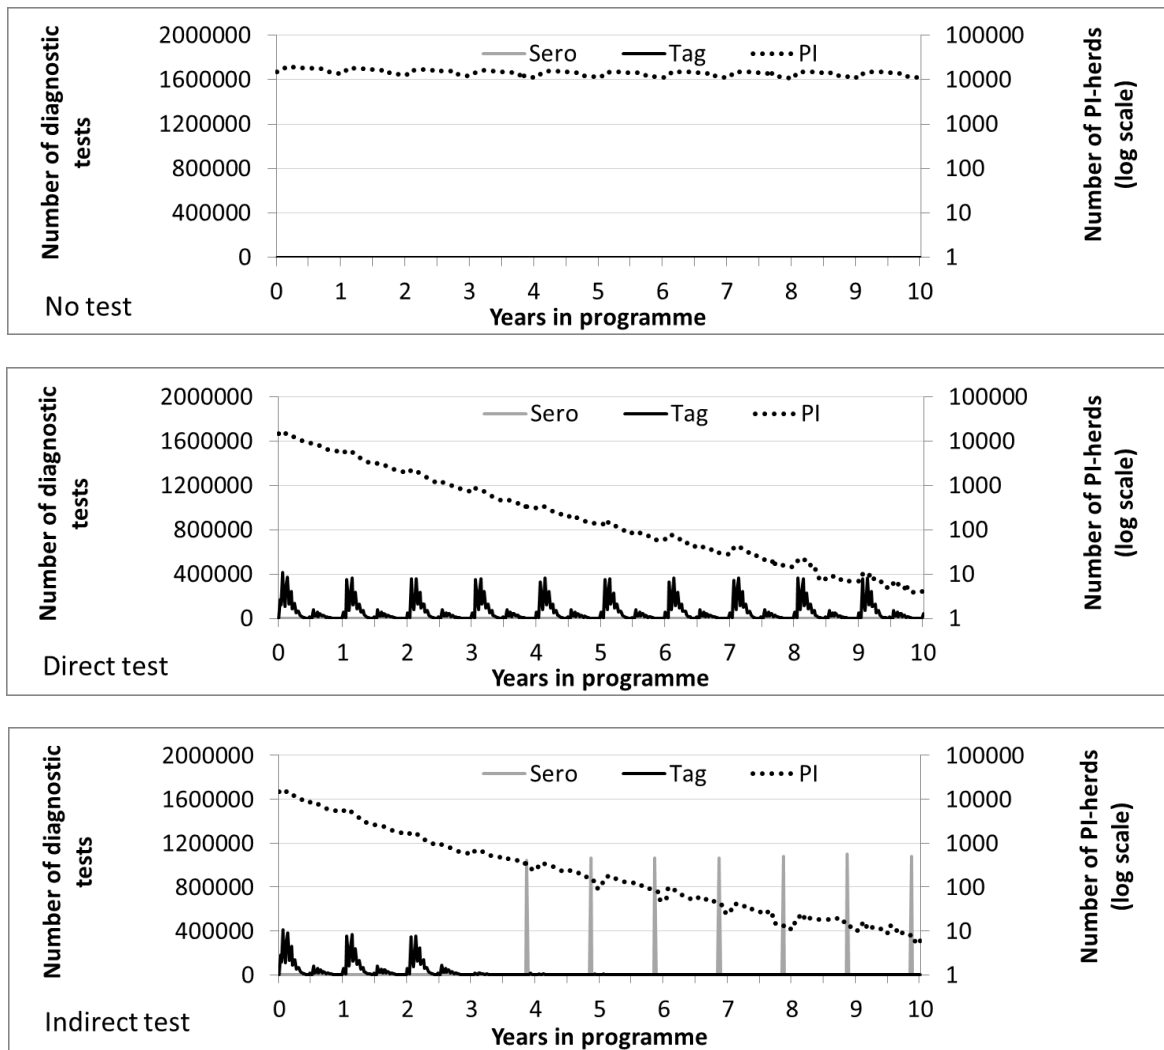 Number of diagnostic
tests
2000000
1600000
1200000
800000
400000
0
Sero Tag PI
100000
10000
1000
100
10
1
Number of PI-herds
(log scale)
0 1 2 3 4 5 6 7 8 9 10
Years in programme
No test
Number of diagnostic
tests
2000000
1600000
1200000
800000
400000
0
Sero Tag PI
100000
10000
1000
100
10
1
Number of PI-herds
(log scale)
0 1 2 3 4 5 6 7 8 9 10
Years in programme
Direct test
Number of diagnostic
tests
2000000
1600000
1200000
800000
400000
0
Sero Tag PI
100000
10000
1000
100
10
1
Number of PI-herds
(log scale)
0 1 2 3 4 5 6 7 8 9 10
Years in programme
Indirect test